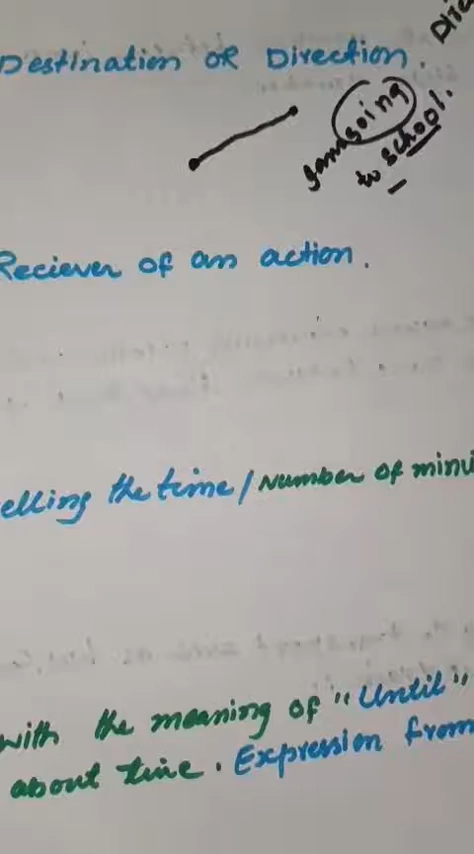 Destination or Direction.
I am going
to school.
Reciever of an action.
elling the time/Number of minu
with the meaning of "Until"
about time. Expression from